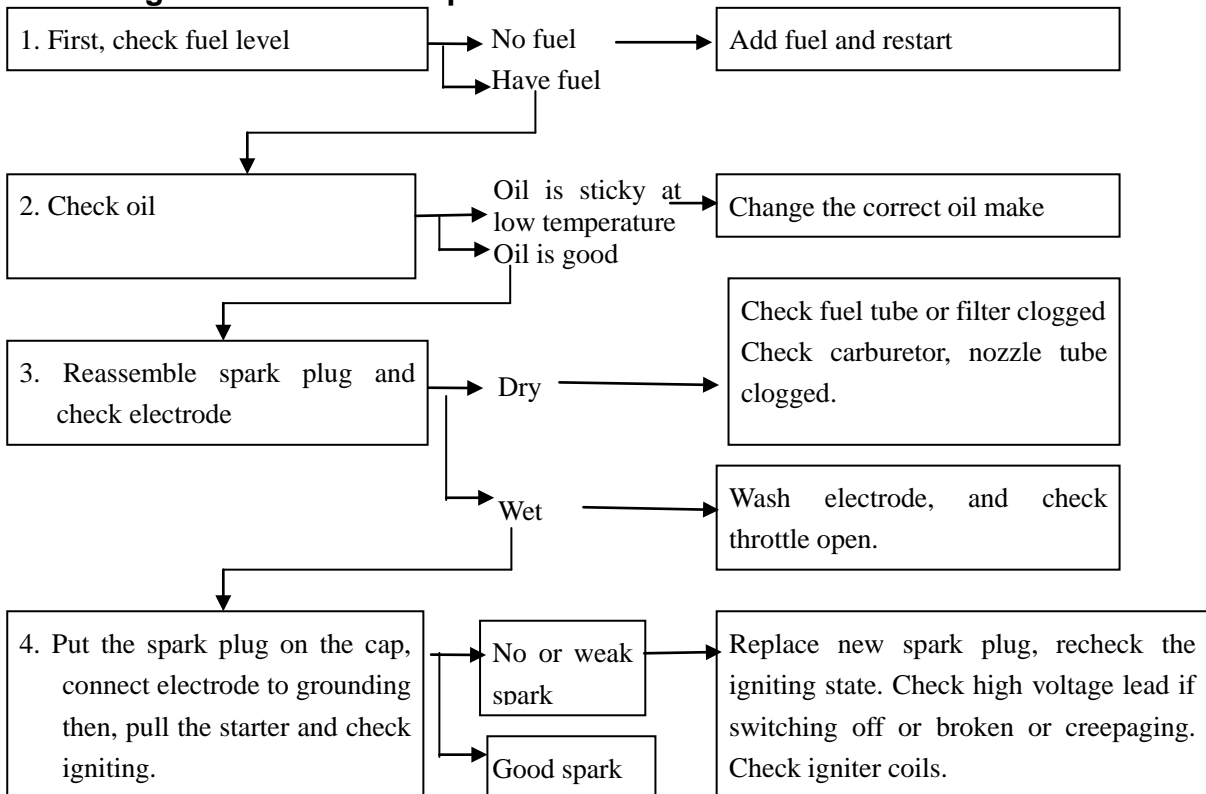 1. First, check fuel level
No fuel
Add fuel and restart
Have fuel
2. Check oil
Oil is sticky at
low temperature
Change the correct oil make
Oil is good
3. Reassemble spark plug and
check electrode
Dry
Check fuel tube or filter clogged
Check carburetor, nozzle tube
clogged.
Wet
Wash electrode, and check
throttle open.
4. Put the spark plug on the cap,
connect electrode to grounding
then, pull the starter and check
igniting.
No or weak
spark
Replace new spark plug, recheck the
igniting state. Check high voltage lead if
switching off or broken or creepaging.
Check igniter coils.
Good spark